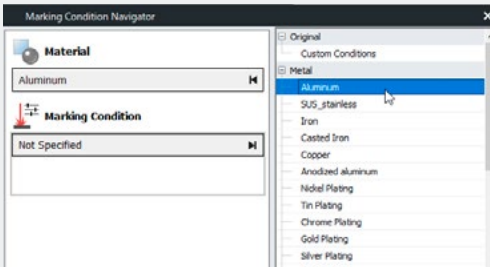 Marking Condition Navigator
Material
Aluminum
Marking Condition
Not Specified
Original
Custom Conditions
Metal
Aluminum
SUS_stainless
Iron
Casted Iron
Copper
Anodized aluminum
Nickel Plating
Tin Plating
Chrome Plating
Gold Plating
Silver Plating